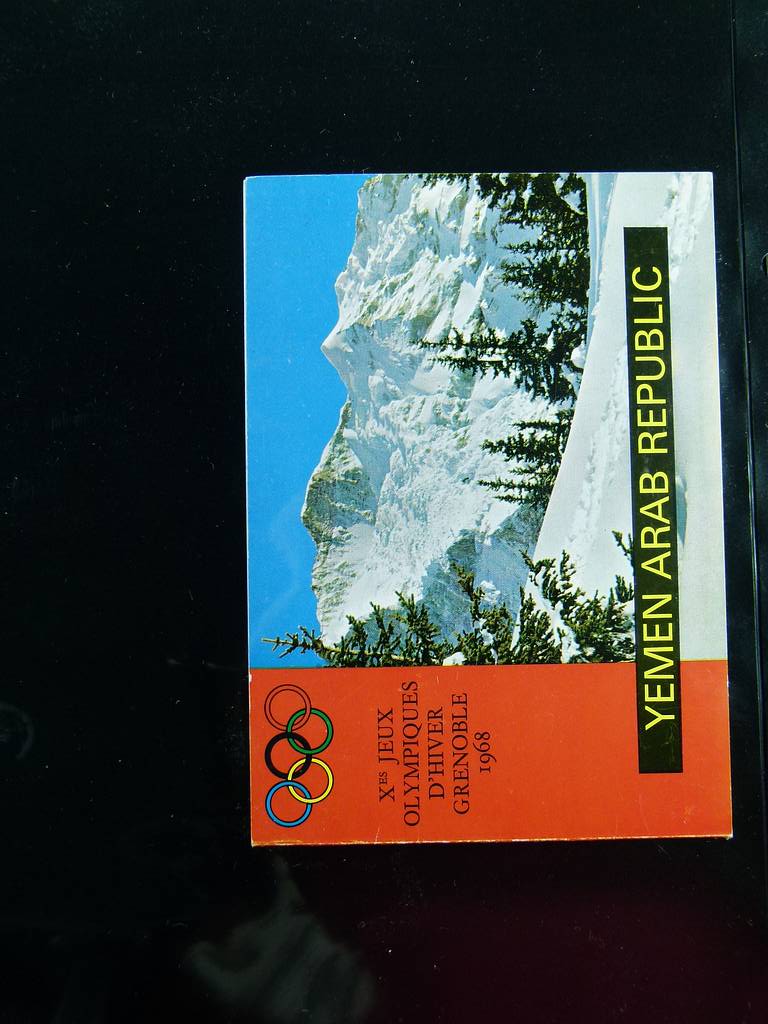 Xᴱˢ JEUX
OLYMPIQUES
D'HIVER
GRENOBLE
1968
YEMEN ARAB REPUBLIC